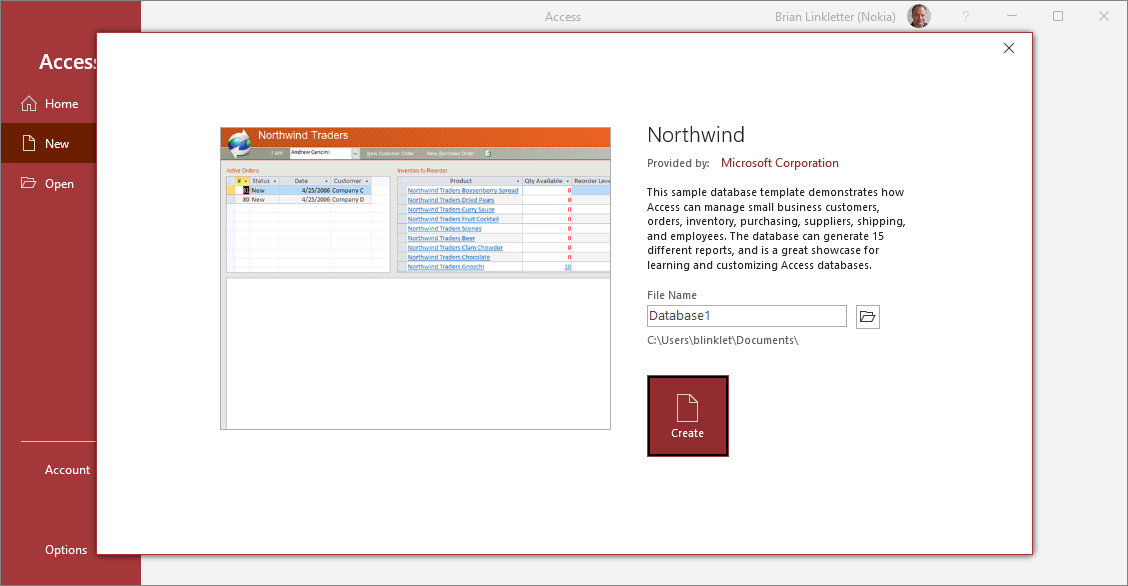 Access
Brian Linkletter (Nokia)
?
Access
Home
New
Open
Account
Options
Northwind Traders
I am: Andrew Cencini New Customer Order New Purchase Order
Active Orders
# Status Date Customer
81 New 4/25/2006 Company C
80 New 4/25/2006 Company D
Inventory to Reorder
Product Qty Available Reorder Leve
Northwind Traders Boysenberry Spread 0
Northwind Traders Dried Pears 0
Northwind Traders Curry Sauce 0
Northwind Traders Fruit Cocktail 0
Northwind Traders Scones 0
Northwind Traders Beer 0
Northwind Traders Clam Chowder 0
Northwind Traders Chocolate 0
Northwind Traders Gnocchi 10
Northwind
Provided by: Microsoft Corporation
This sample database template demonstrates how
Access can manage small business customers,
orders, inventory, purchasing, suppliers, shipping,
and employees. The database can generate 15
different reports, and is a great showcase for
learning and customizing Access databases.
File Name
Database1
C:\Users\blinklet\Documents\
Create